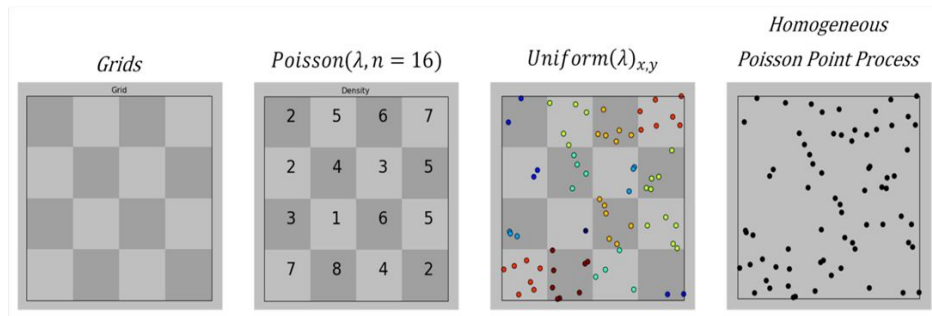 Grids
Grid
Poisson(λ, n = 16)
Density
2 5 6 7
2 4 3 5
3 1 6 5
7 8 4 2
Uniform(λ)x,y
Homogeneous
Poisson Point Process